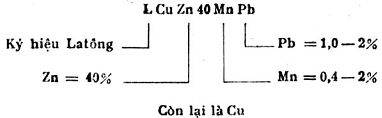 L Cu Zn 40 Mn Pb
Ký hiệu Latông
Pb = 1,0 — 2%
Zn = 40%
Mn = 0,4 — 2%
Còn lại là Cu